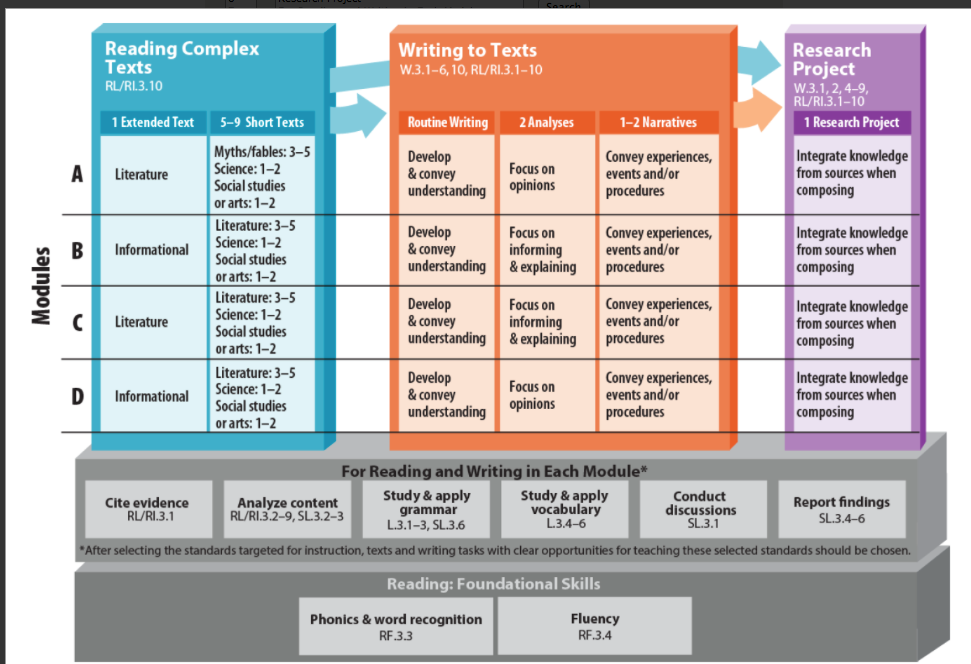 Research Project
Search
Reading Complex
Texts
RL/RI.3.10
Writing to Texts
W.3.1–6, 10, RL/RI.3.1–10
Research
Project
W.3.1, 2, 4–9,
RL/RI.3.1–10
1 Extended Text
5–9 Short Texts
Routine Writing
2 Analyses
1–2 Narratives
1 Research Project
Modules
A
Literature
Myths/fables: 3–5
Science: 1–2
Social studies
or arts: 1–2
Develop
& convey
understanding
Focus on
opinions
Convey experiences,
events and/or
procedures
Integrate knowledge
from sources when
composing
B
Informational
Literature: 3–5
Science: 1–2
Social studies
or arts: 1–2
Develop
& convey
understanding
Focus on
informing
& explaining
Convey experiences,
events and/or
procedures
Integrate knowledge
from sources when
composing
C
Literature
Literature: 3–5
Science: 1–2
Social studies
or arts: 1–2
Develop
& convey
understanding
Focus on
informing
& explaining
Convey experiences,
events and/or
procedures
Integrate knowledge
from sources when
composing
D
Informational
Literature: 3–5
Science: 1–2
Social studies
or arts: 1–2
Develop
& convey
understanding
Focus on
opinions
Convey experiences,
events and/or
procedures
Integrate knowledge
from sources when
composing
For Reading and Writing in Each Module*
Cite evidence
RL/RI.3.1
Analyze content
RL/RI.3.2–9, SL.3.2–3
Study & apply
grammar
L.3.1–3, SL.3.6
Study & apply
vocabulary
L.3.4–6
Conduct
discussions
SL.3.1
Report findings
SL.3.4–6
*After selecting the standards targeted for instruction, texts and writing tasks with clear opportunities for teaching these selected standards should be chosen.
Reading: Foundational Skills
Phonics & word recognition
RF.3.3
Fluency
RF.3.4